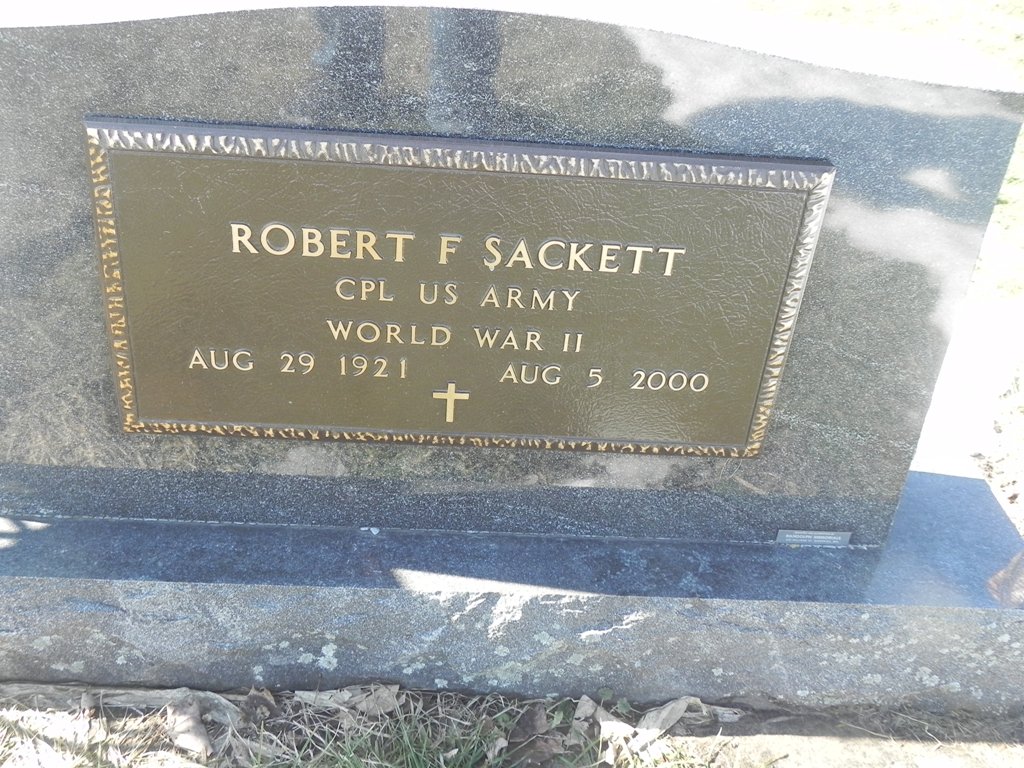 ROBERT F SACKETT
CPL US ARMY
WORLD WAR II
AUG 29 1921 AUG 5 2000